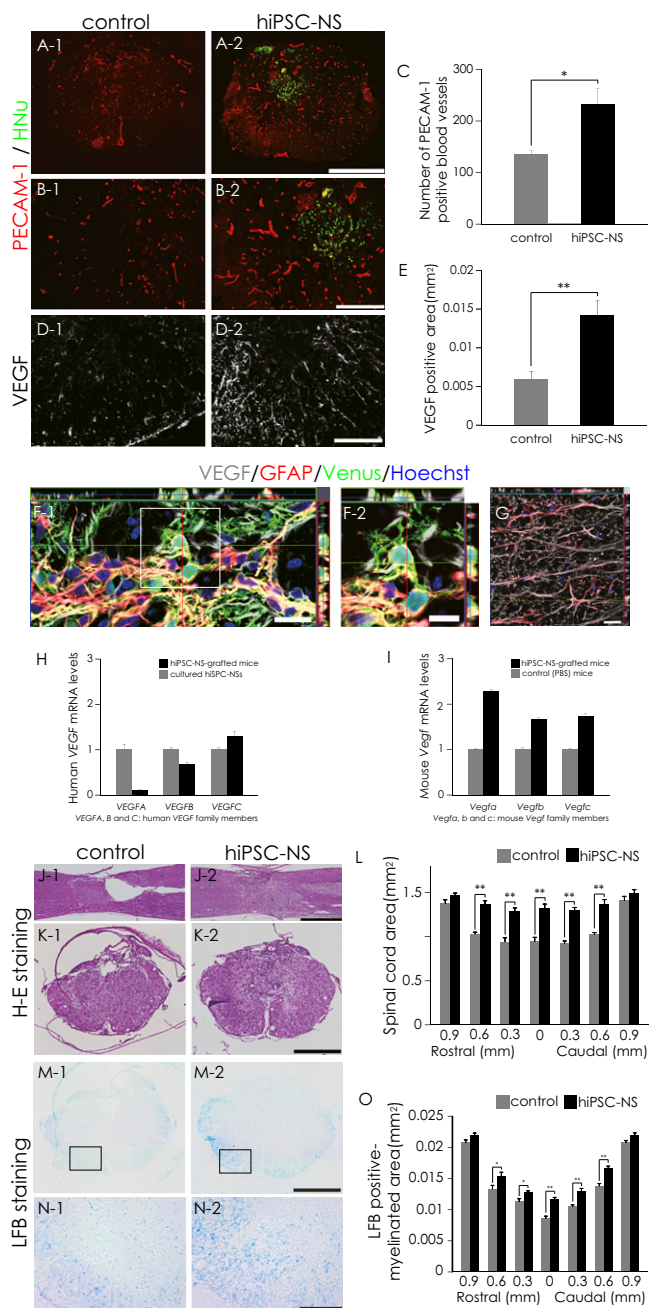 control hiPSC-NS
A-1 A-2
PECAM-1 / HNu
B-1 B-2
D-1 D-2
VEGF
C
Number of PECAM-1
positive blood vessels
300
200
100
0
*
control hiPSC-NS
E
VEGF positive area(mm²)
0.02
0.015
0.01
0.005
0
**
control hiPSC-NS
VEGF/GFAP/Venus/Hoechst
F-1 F-2 G
H
Human VEGF mRNA levels
3
2
1
0
hiPSC-NS-grafted mice
cultured hiSPC-NSs
VEGFA VEGFB VEGFC
VEGFA, B and C: human VEGF family members
I
Mouse Vegf mRNA levels
3
2
1
0
hiPSC-NS-grafted mice
control (PBS) mice
Vegfa Vegfb Vegfc
Vegfa, b and c: mouse Vegf family members
control hiPSC-NS
J-1 J-2
K-1 K-2
H-E staining
M-1 M-2
N-1 N-2
LFB staining
L
control hiPSC-NS
Spinal cord area(mm²)
1.5
1
0.5
0
** ** ** ** **
0.9 0.6 0.3 0 0.3 0.6 0.9
Rostral (mm) Caudal (mm)
O
control hiPSC-NS
LFB positive-
myelinated area(mm²)
0.025
0.02
0.015
0.01
0.005
0
* * ** ** **
0.9 0.6 0.3 0 0.3 0.6 0.9
Rostral (mm) Caudal (mm)